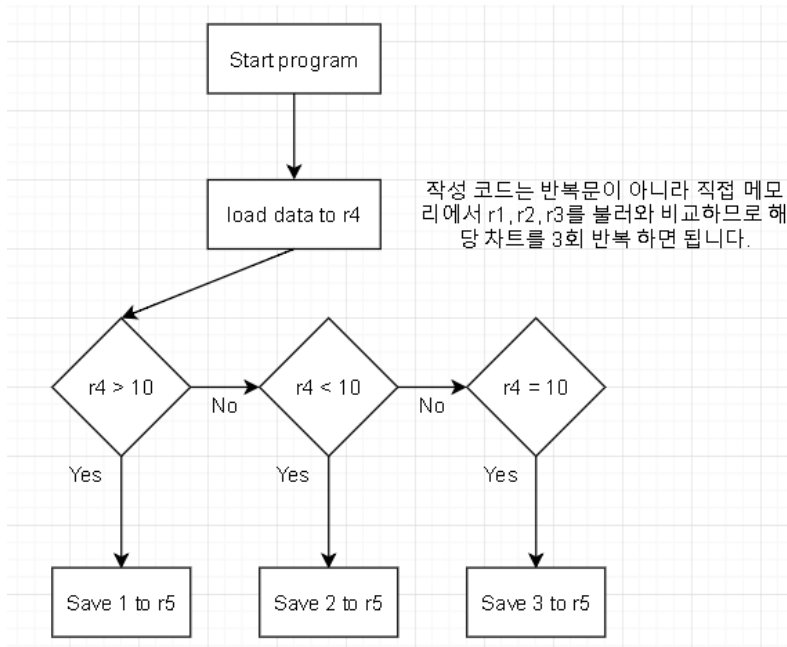 Start program
load data to r4
작성 코드는 반복문이 아니라 직접 메모
리에서 r1, r2, r3를 불러와 비교하므로 해
당 차트를 3회 반복 하면 됩니다.
r4 > 10
No
r4 < 10
No
r4 = 10
Yes
Yes
Yes
Save 1 to r5
Save 2 to r5
Save 3 to r5